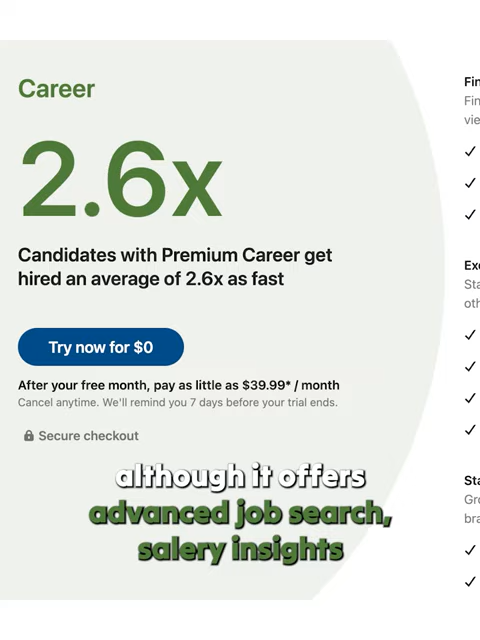 Career
2.6x
Candidates with Premium Career get
hired an average of 2.6x as fast
Try now for $0
After your free month, pay as little as $39.99* / month
Cancel anytime. We'll remind you 7 days before your trial ends.
Secure checkout
although it offers
advanced job search,
salery insights